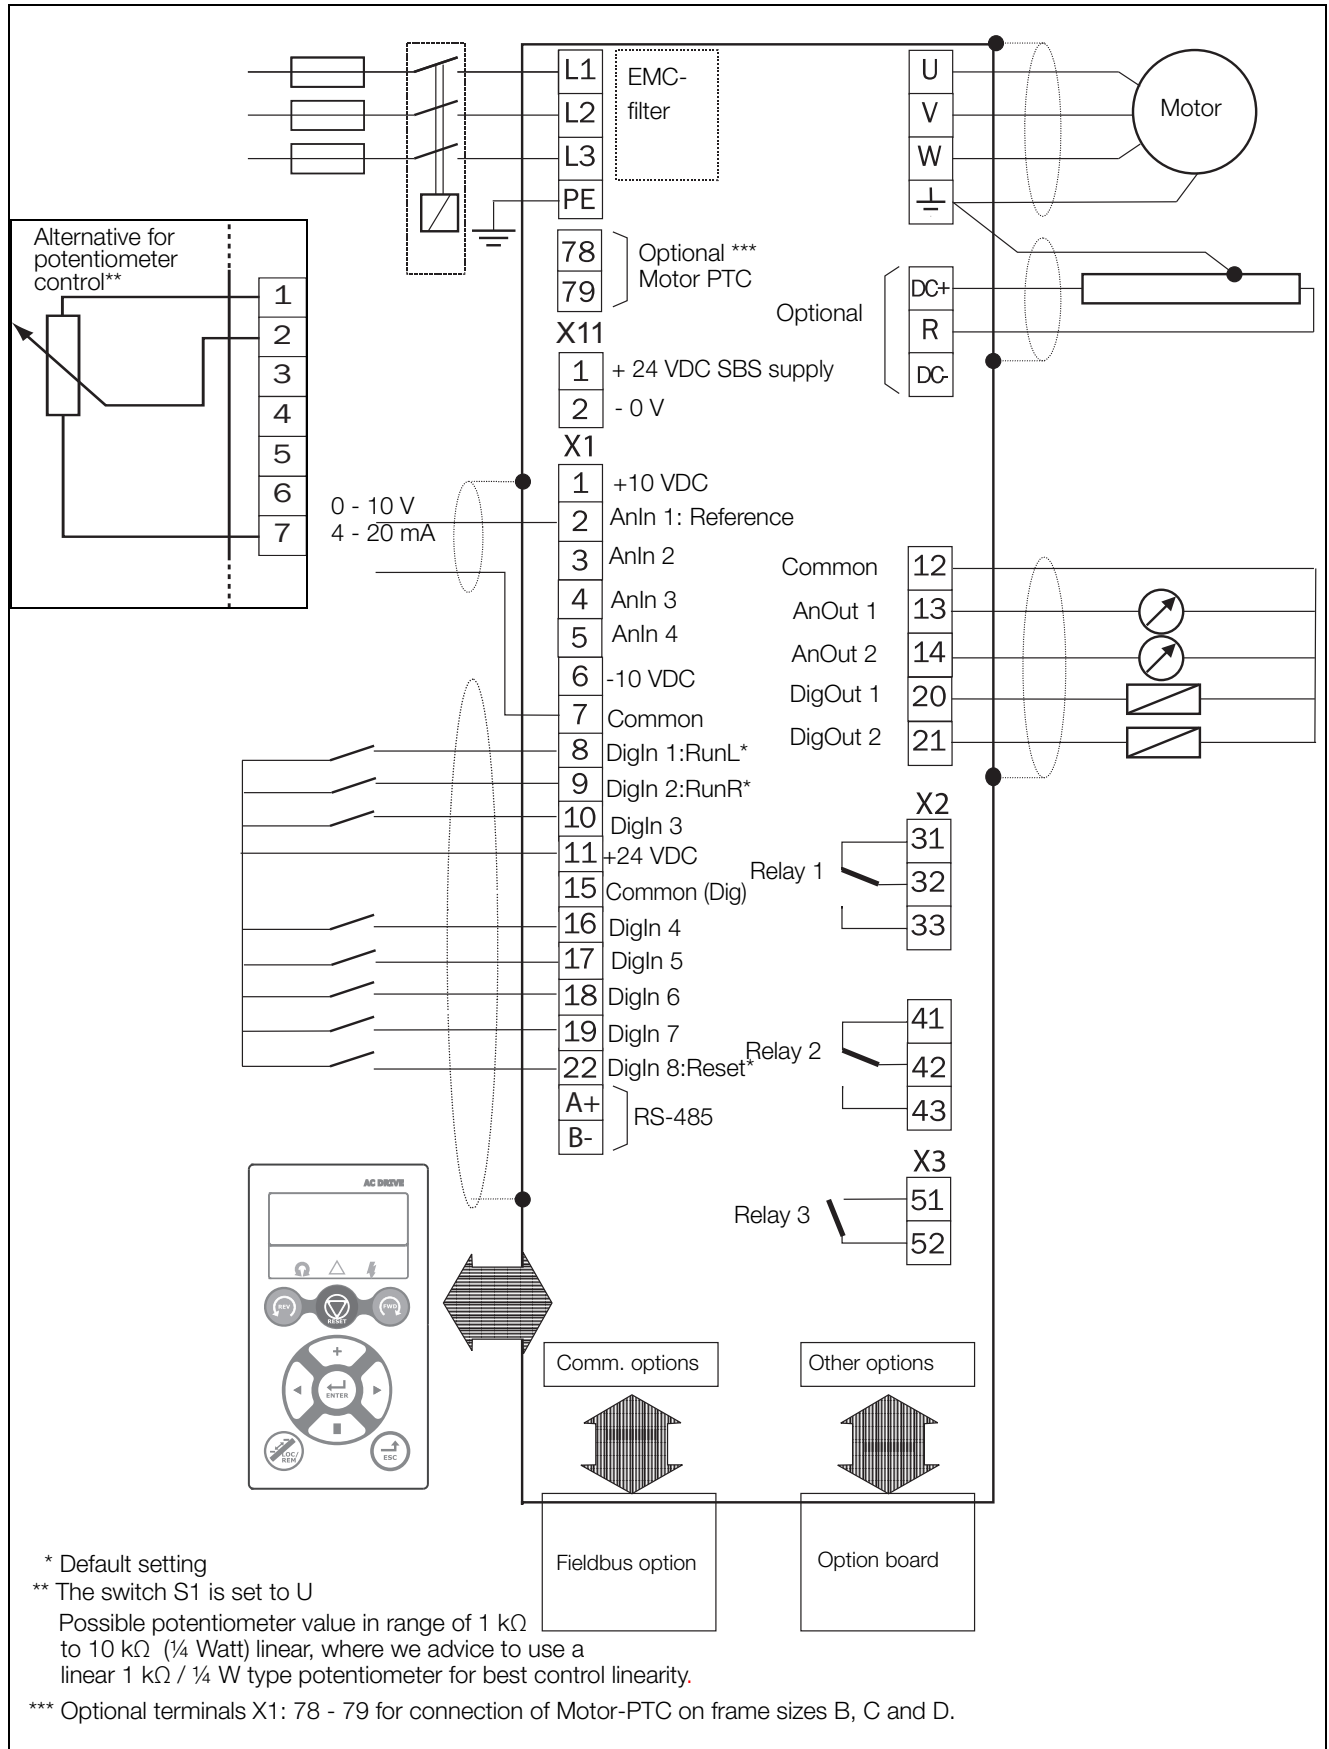 L1
L2
L3
PE
EMC-
filter
U
V
W
Motor
Alternative for
potentiometer
control**
1
2
3
4
5
6
7
78
79
Optional ***
Motor PTC
Optional
DC+
R
DC-
X11
1 + 24 VDC SBS supply
2 - 0 V
X1
0 - 10 V
4 - 20 mA
1 +10 VDC
2 AnIn 1: Reference
3 AnIn 2
4 AnIn 3
5 AnIn 4
6 -10 VDC
7 Common
8 DigIn 1:RunL*
9 DigIn 2:RunR*
10 DigIn 3
11 +24 VDC
15 Common (Dig)
16 DigIn 4
17 DigIn 5
18 DigIn 6
19 DigIn 7
22 DigIn 8:Reset*
A+
B-
RS-485
Common 12
AnOut 1 13
AnOut 2 14
DigOut 1 20
DigOut 2 21
X2
Relay 1
31
32
33
Relay 2
41
42
43
X3
Relay 3
51
52
AC DRIVE
REV
RESET
FWD
+
ENTER
LOC/
REM
ESC
Comm. options
Other options
Fieldbus option
Option board
* Default setting
** The switch S1 is set to U
Possible potentiometer value in range of 1 kΩ
to 10 kΩ (¼ Watt) linear, where we advice to use a
linear 1 kΩ / ¼ W type potentiometer for best control linearity.
*** Optional terminals X1: 78 - 79 for connection of Motor-PTC on frame sizes B, C and D.